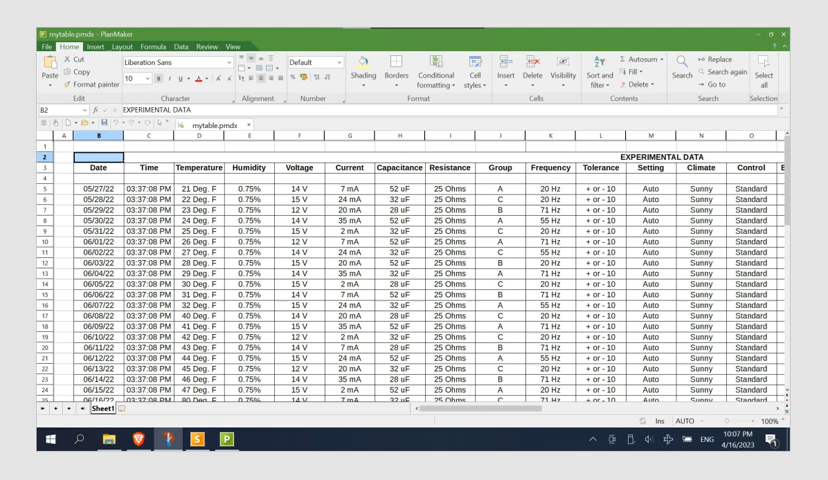 mytable.pmdx - PlanMaker
File Home Insert Layout Formula Data Review View
Paste Cut Copy Format painter
Liberation Sans 10 B I U A
Default
Shading Borders Conditional formatting Cell styles
Insert Delete Visibility
Sort and filter Autosum Fill Delete
Search Replace Search again Go to
Select all
Edit Character Alignment Number Format Cells Contents Search Selection
B2 EXPERIMENTAL DATA
mytable.pmdx
A B C D E F G H I J K L M N O
1
2 EXPERIMENTAL DATA
3 Date Time Temperature Humidity Voltage Current Capacitance Resistance Group Frequency Tolerance Setting Climate Control
4
5 05/27/22 03:37:08 PM 21 Deg. F 0.75% 14 V 7 mA 52 uF 25 Ohms A 20 Hz + or - 10 Auto Sunny Standard
6 05/28/22 03:37:08 PM 22 Deg. F 0.75% 15 V 24 mA 32 uF 25 Ohms C 20 Hz + or - 10 Auto Sunny Standard
7 05/29/22 03:37:08 PM 23 Deg. F 0.75% 12 V 20 mA 28 uF 25 Ohms B 71 Hz + or - 10 Auto Sunny Standard
8 05/30/22 03:37:08 PM 24 Deg. F 0.75% 14 V 35 mA 52 uF 25 Ohms A 55 Hz + or - 10 Auto Sunny Standard
9 05/31/22 03:37:08 PM 25 Deg. F 0.75% 15 V 2 mA 32 uF 25 Ohms C 20 Hz + or - 10 Auto Sunny Standard
10 06/01/22 03:37:08 PM 26 Deg. F 0.75% 12 V 7 mA 52 uF 25 Ohms A 71 Hz + or - 10 Auto Sunny Standard
11 06/02/22 03:37:08 PM 27 Deg. F 0.75% 14 V 24 mA 32 uF 25 Ohms C 55 Hz + or - 10 Auto Sunny Standard
12 06/03/22 03:37:08 PM 28 Deg. F 0.75% 15 V 20 mA 52 uF 25 Ohms B 20 Hz + or - 10 Auto Sunny Standard
13 06/04/22 03:37:08 PM 29 Deg. F 0.75% 14 V 35 mA 32 uF 25 Ohms A 71 Hz + or - 10 Auto Sunny Standard
14 06/05/22 03:37:08 PM 30 Deg. F 0.75% 15 V 2 mA 28 uF 25 Ohms C 20 Hz + or - 10 Auto Sunny Standard
15 06/06/22 03:37:08 PM 31 Deg. F 0.75% 14 V 7 mA 52 uF 25 Ohms B 71 Hz + or - 10 Auto Sunny Standard
16 06/07/22 03:37:08 PM 32 Deg. F 0.75% 15 V 24 mA 32 uF 25 Ohms A 55 Hz + or - 10 Auto Sunny Standard
17 06/08/22 03:37:08 PM 40 Deg. F 0.75% 14 V 20 mA 28 uF 25 Ohms C 20 Hz + or - 10 Auto Sunny Standard
18 06/09/22 03:37:08 PM 41 Deg. F 0.75% 15 V 35 mA 52 uF 25 Ohms A 71 Hz + or - 10 Auto Sunny Standard
19 06/10/22 03:37:08 PM 42 Deg. F 0.75% 12 V 2 mA 32 uF 25 Ohms C 20 Hz + or - 10 Auto Sunny Standard
20 06/11/22 03:37:08 PM 43 Deg. F 0.75% 14 V 7 mA 28 uF 25 Ohms B 71 Hz + or - 10 Auto Sunny Standard
21 06/12/22 03:37:08 PM 44 Deg. F 0.75% 15 V 24 mA 52 uF 25 Ohms A 55 Hz + or - 10 Auto Sunny Standard
22 06/13/22 03:37:08 PM 45 Deg. F 0.75% 12 V 20 mA 32 uF 25 Ohms C 20 Hz + or - 10 Auto Sunny Standard
23 06/14/22 03:37:08 PM 46 Deg. F 0.75% 14 V 35 mA 28 uF 25 Ohms B 71 Hz + or - 10 Auto Sunny Standard
24 06/15/22 03:37:08 PM 47 Deg. F 0.75% 15 V 2 mA 52 uF 25 Ohms A 20 Hz + or - 10 Auto Sunny Standard
Sheet1
Ins AUTO 100%
S P ENG 10:07 PM
4/16/2023 1